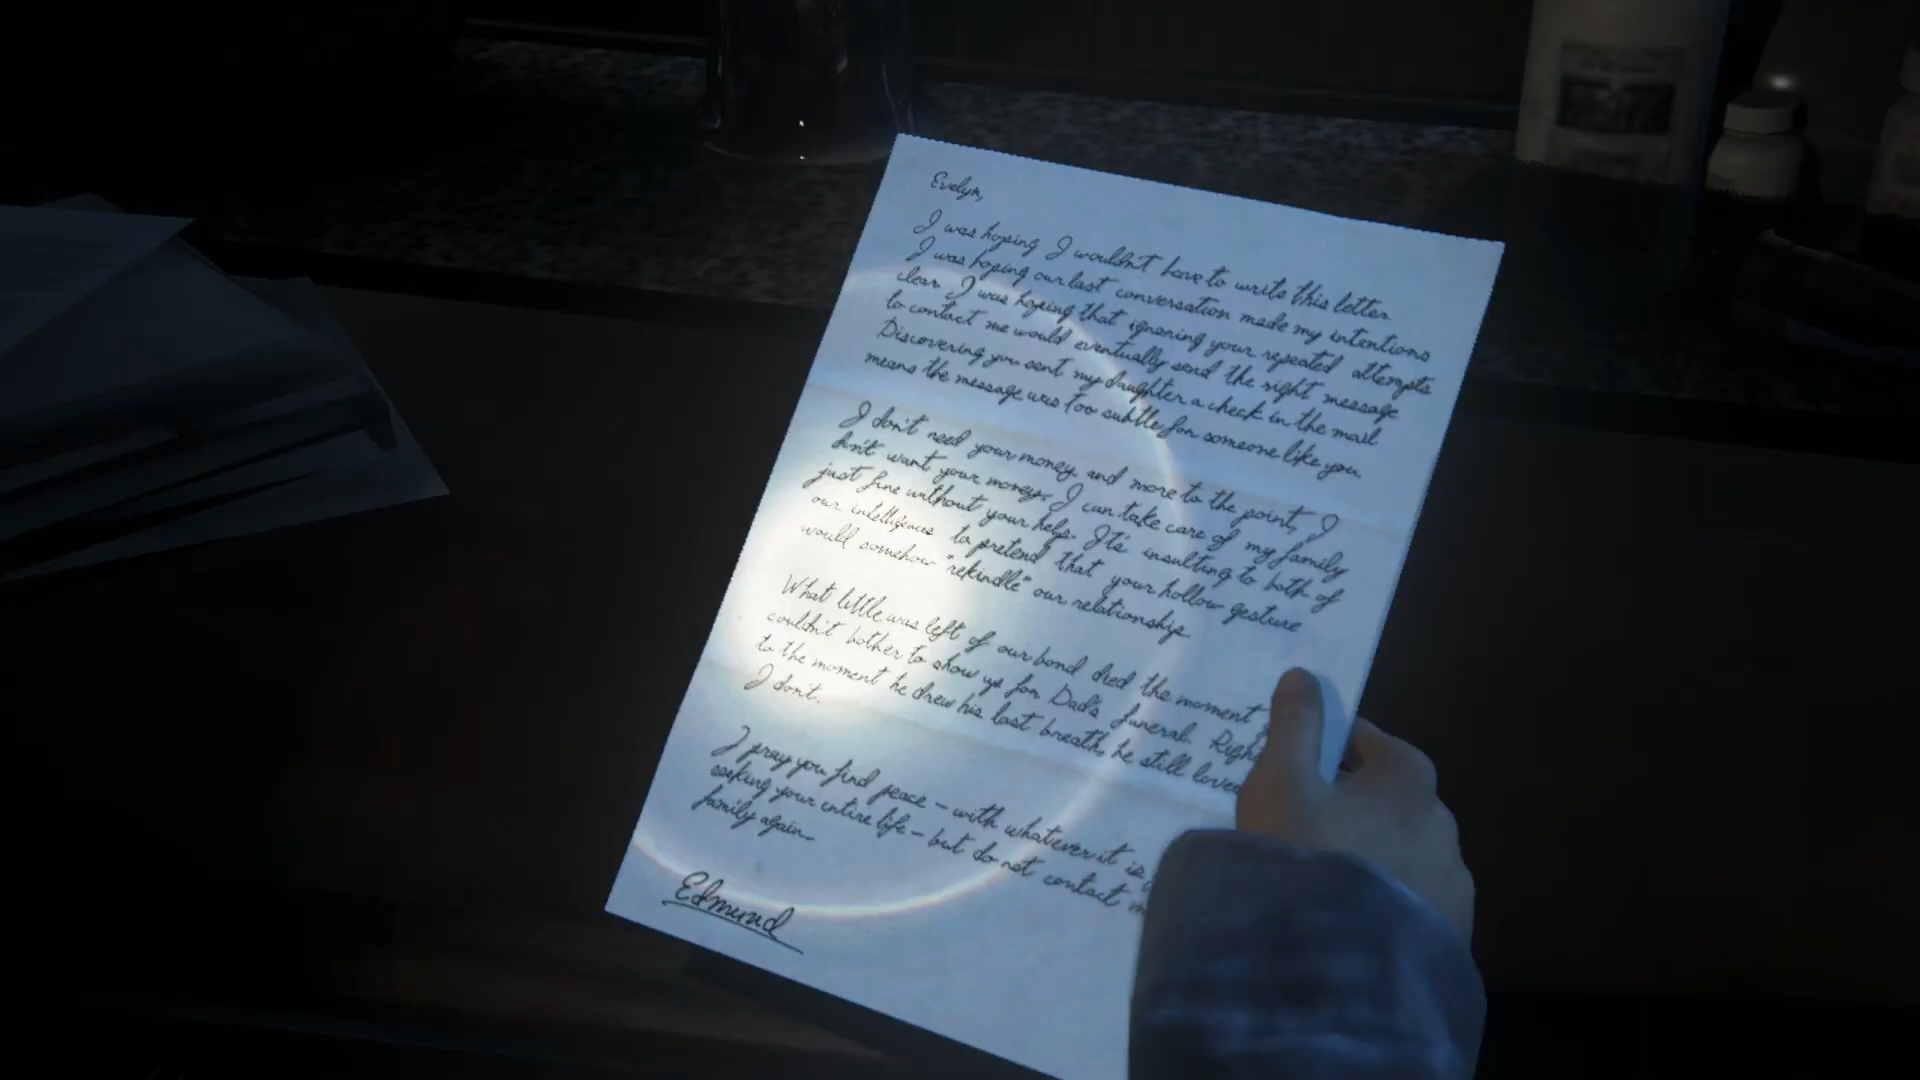 Evelyn,
I was hoping I wouldn't have to write this letter.
I was hoping our last conversation made my intentions
clear. I was hoping that ignoring your repeated attempts
to contact me would eventually send the right message
Discovering you sent my daughter a check in the mail
means the message was too subtle for someone like you.
I don't need your money and more to the point, I
don't want your money. I can take care of my family
just fine without your help. It's insulting to both of
our intelligences to pretend that your hollow gesture
would somehow "rekindle" our relationship.
What little was left of our bond died the moment
couldn't bother to show up for Dad's funeral. Right
to the moment he drew his last breath, he still loved
I don't.
I pray you find peace - with whatever it is
seeking your entire life - but do not contact
family again.
Edmund